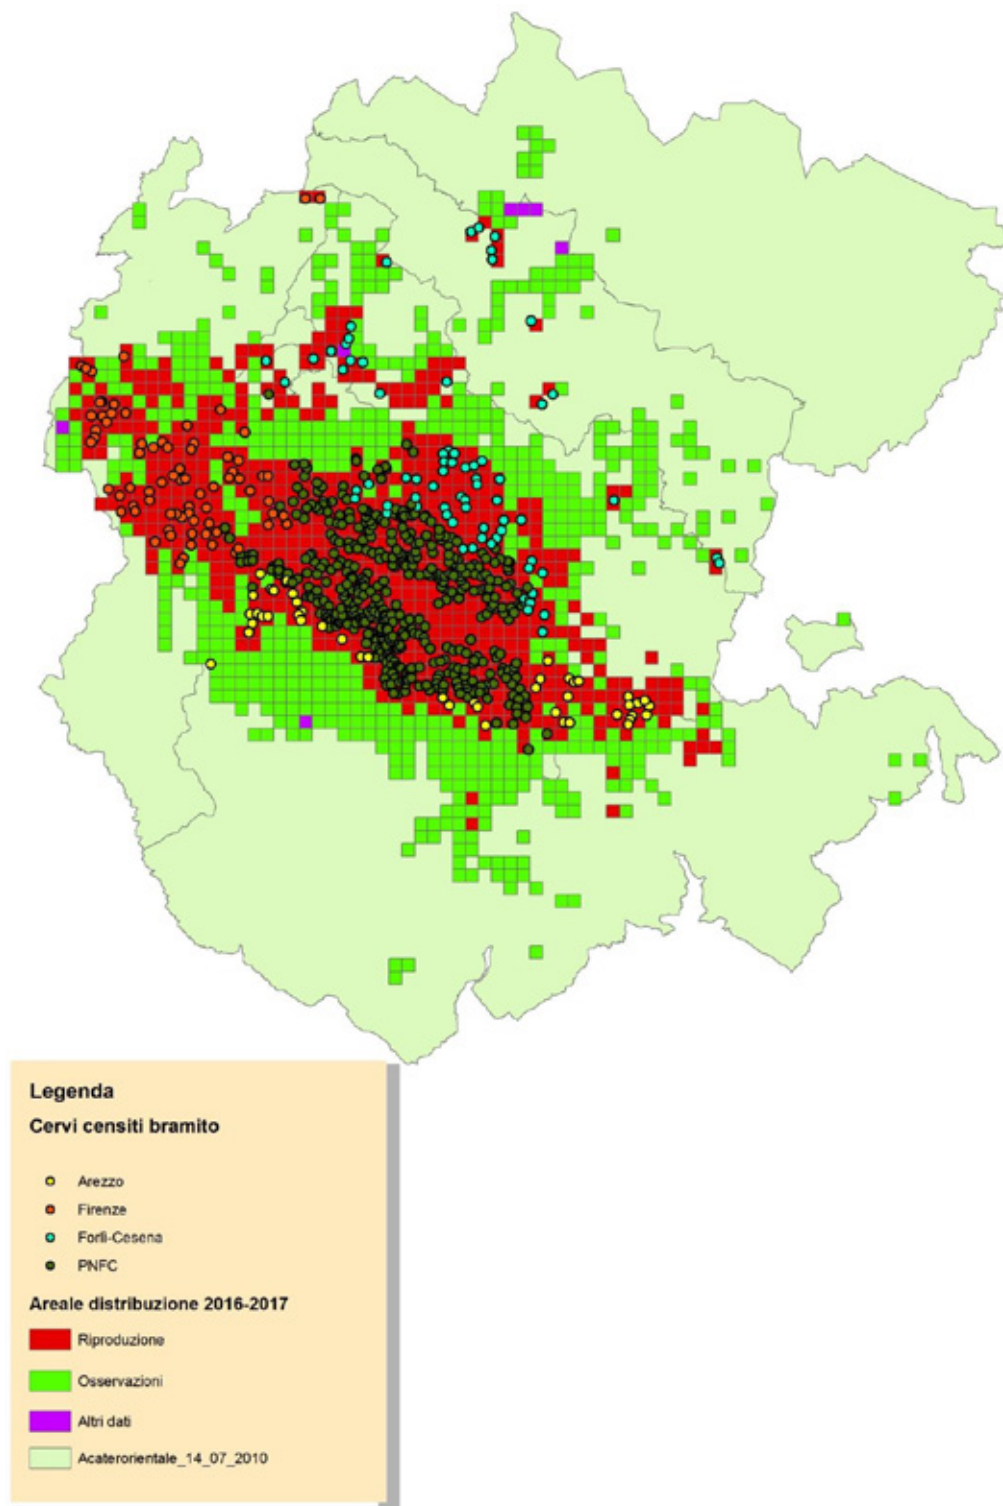 Legenda
Cervi censiti bramito
Arezzo
Firenze
Forlì-Cesena
PNFC
Areale distribuzione 2016-2017
Riproduzione
Osservazioni
Altri dati
Acaterorientale_14_07_2010